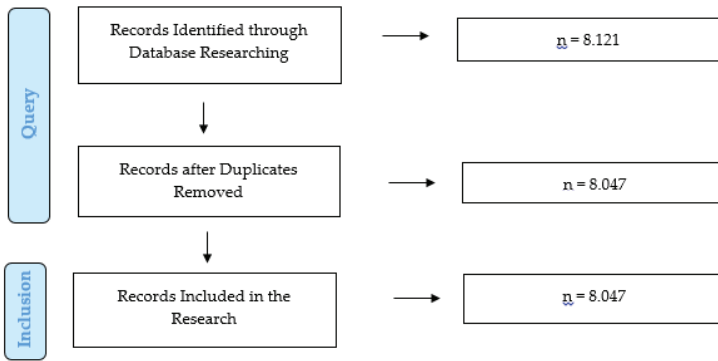 Query
Records Identified through
Database Researching
n = 8.121
Records after Duplicates
Removed
n = 8.047
Inclusion
Records Included in the
Research
n = 8.047